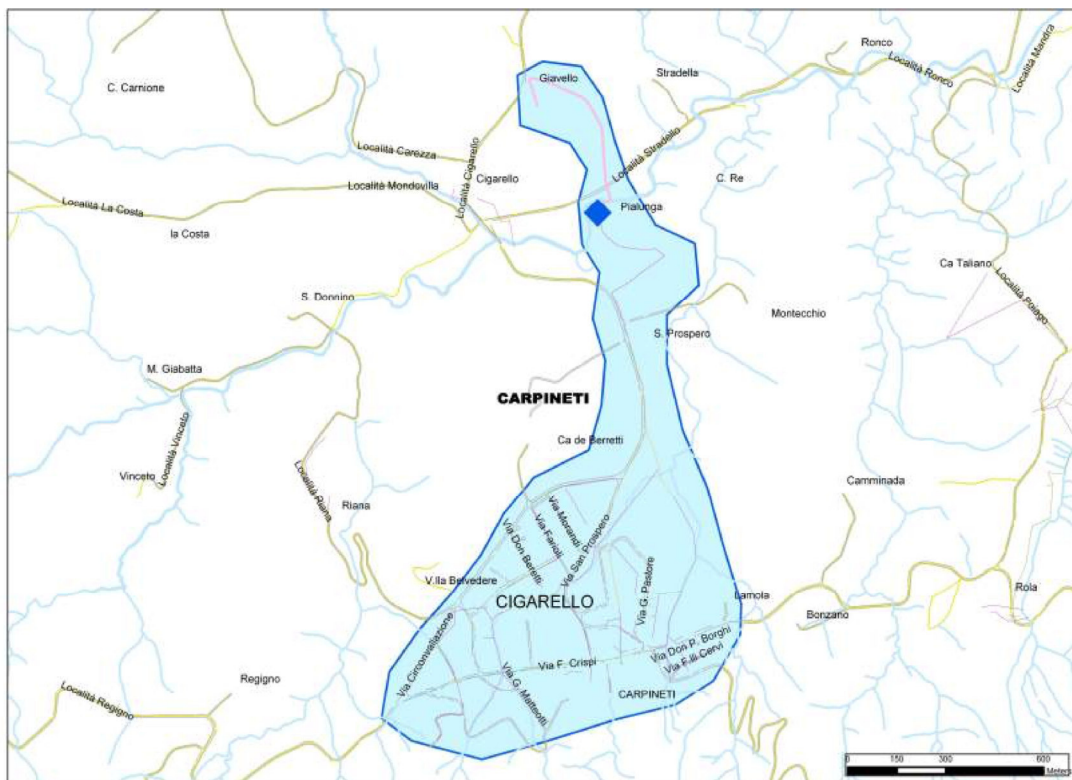 Ronco
Località Mandra
Località Ronco
Stradella
Giavello
C. Carnione
Località Carezza
Località Cigarello
Cigarello
Località Stradello
C. Re
Località Mondovilla
Località La Costa
la Costa
Pialunga
Ca Taliano
Località Poiago
S. Donnino
Montecchio
S. Prospero
M. Giabatta
CARPINETI
Località Vinceto
Ca de Berretti
Vinceto
Località Riana
Riana
Camminada
Via Morandi
Via Farioli
Via Don Beretti
Via San Prospero
V.lla Belvedere
Via G. Pastore
CIGARELLO
Lamola
Bonzano
Rola
Via Circonvallazione
Via Don P. Borghi
Via F.lli Cervi
Via F. Crispi
Via G. Matteotti
CARPINETI
Regigno
Località Regigno
0 150 300 600
Meters